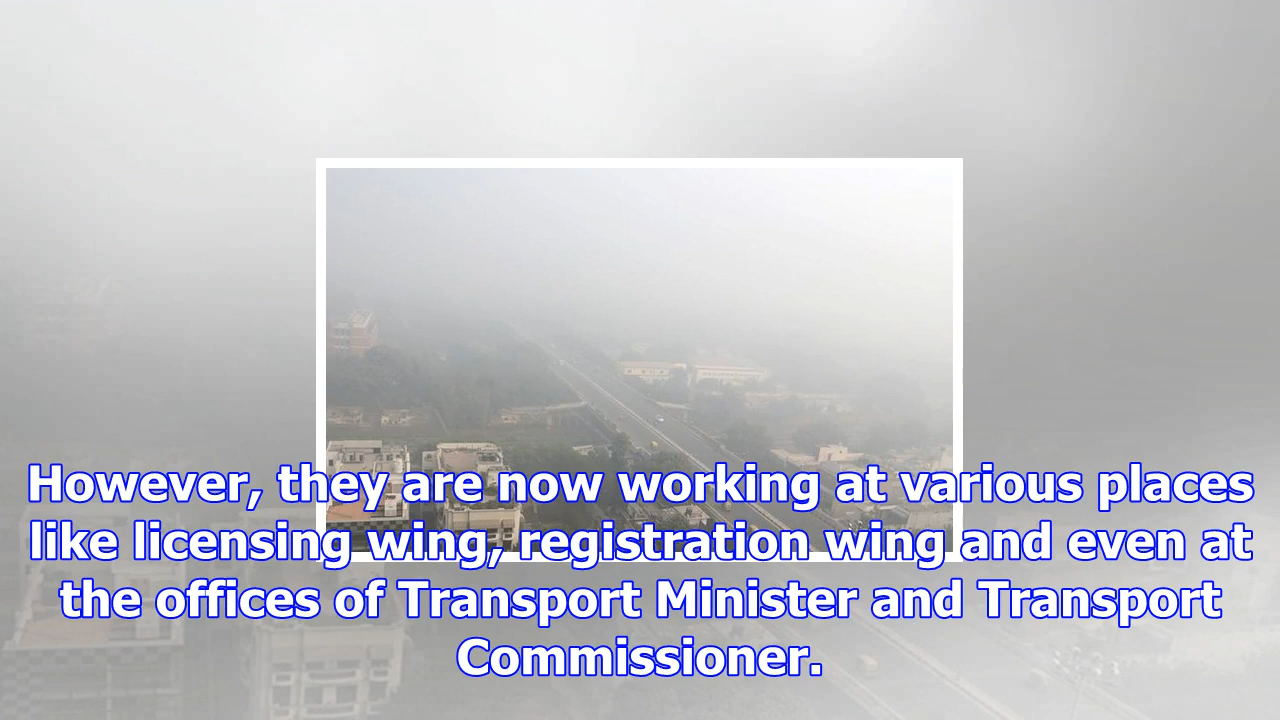 However, they are now working at various places
like licensing wing, registration wing and even at
the offices of Transport Minister and Transport
Commissioner.